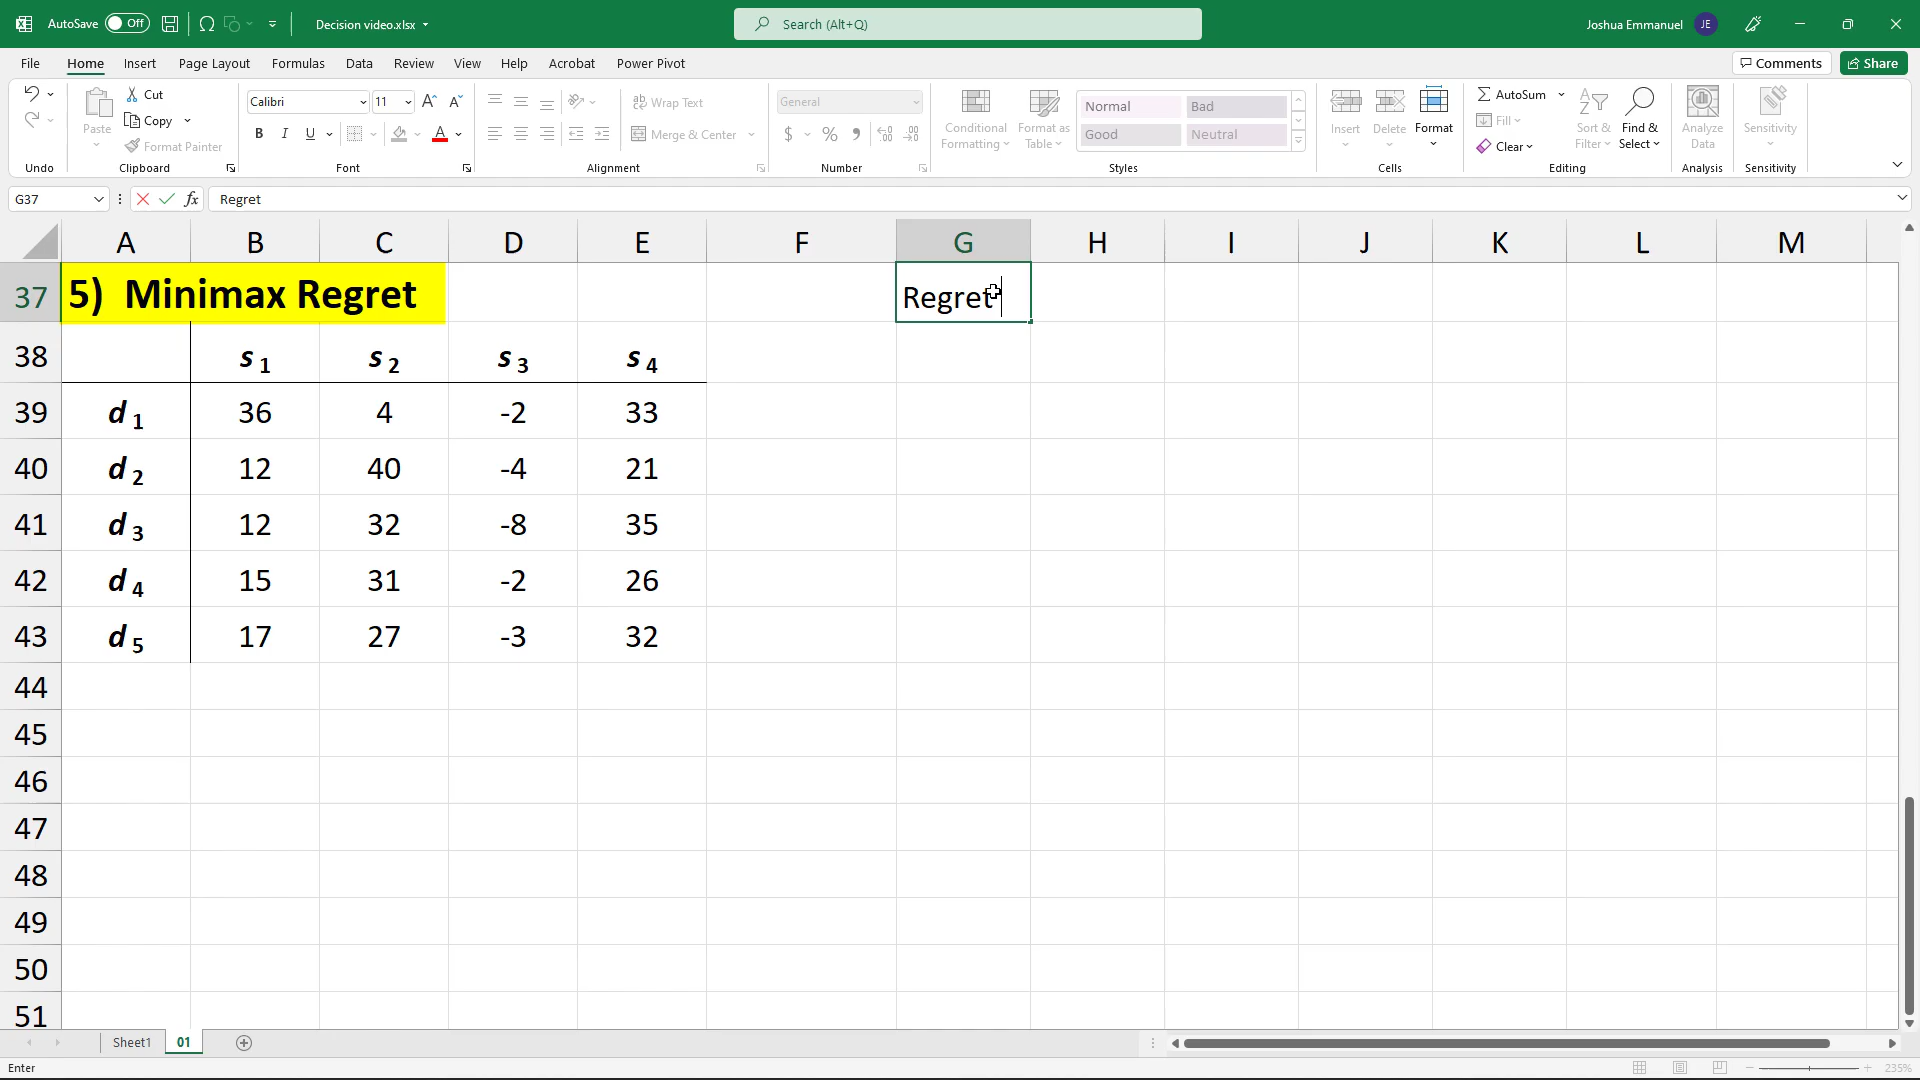 AutoSave Off Decision video.xlsx Search (Alt+Q) Joshua Emmanuel JE
File Home Insert Page Layout Formulas Data Review View Help Acrobat Power Pivot Comments Share
Paste Cut Copy Format Painter
Calibri 11 B I U A
Wrap Text Merge & Center
General $ % 9
Conditional Formatting Format as Table Normal Bad Good Neutral
Insert Delete Format
AutoSum Fill Clear Sort & Filter Find & Select
Analyze Data Sensitivity
Undo Clipboard Font Alignment Number Styles Cells Editing Analysis Sensitivity
G37 fx Regret
A B C D E F G H I J K L M
37 5) Minimax Regret Regret
38 s 1 s 2 s 3 s 4
39 d 1 36 4 -2 33
40 d 2 12 40 -4 21
41 d 3 12 32 -8 35
42 d 4 15 31 -2 26
43 d 5 17 27 -3 32
44
45
46
47
48
49
50
51
Sheet1 01
Enter 235%